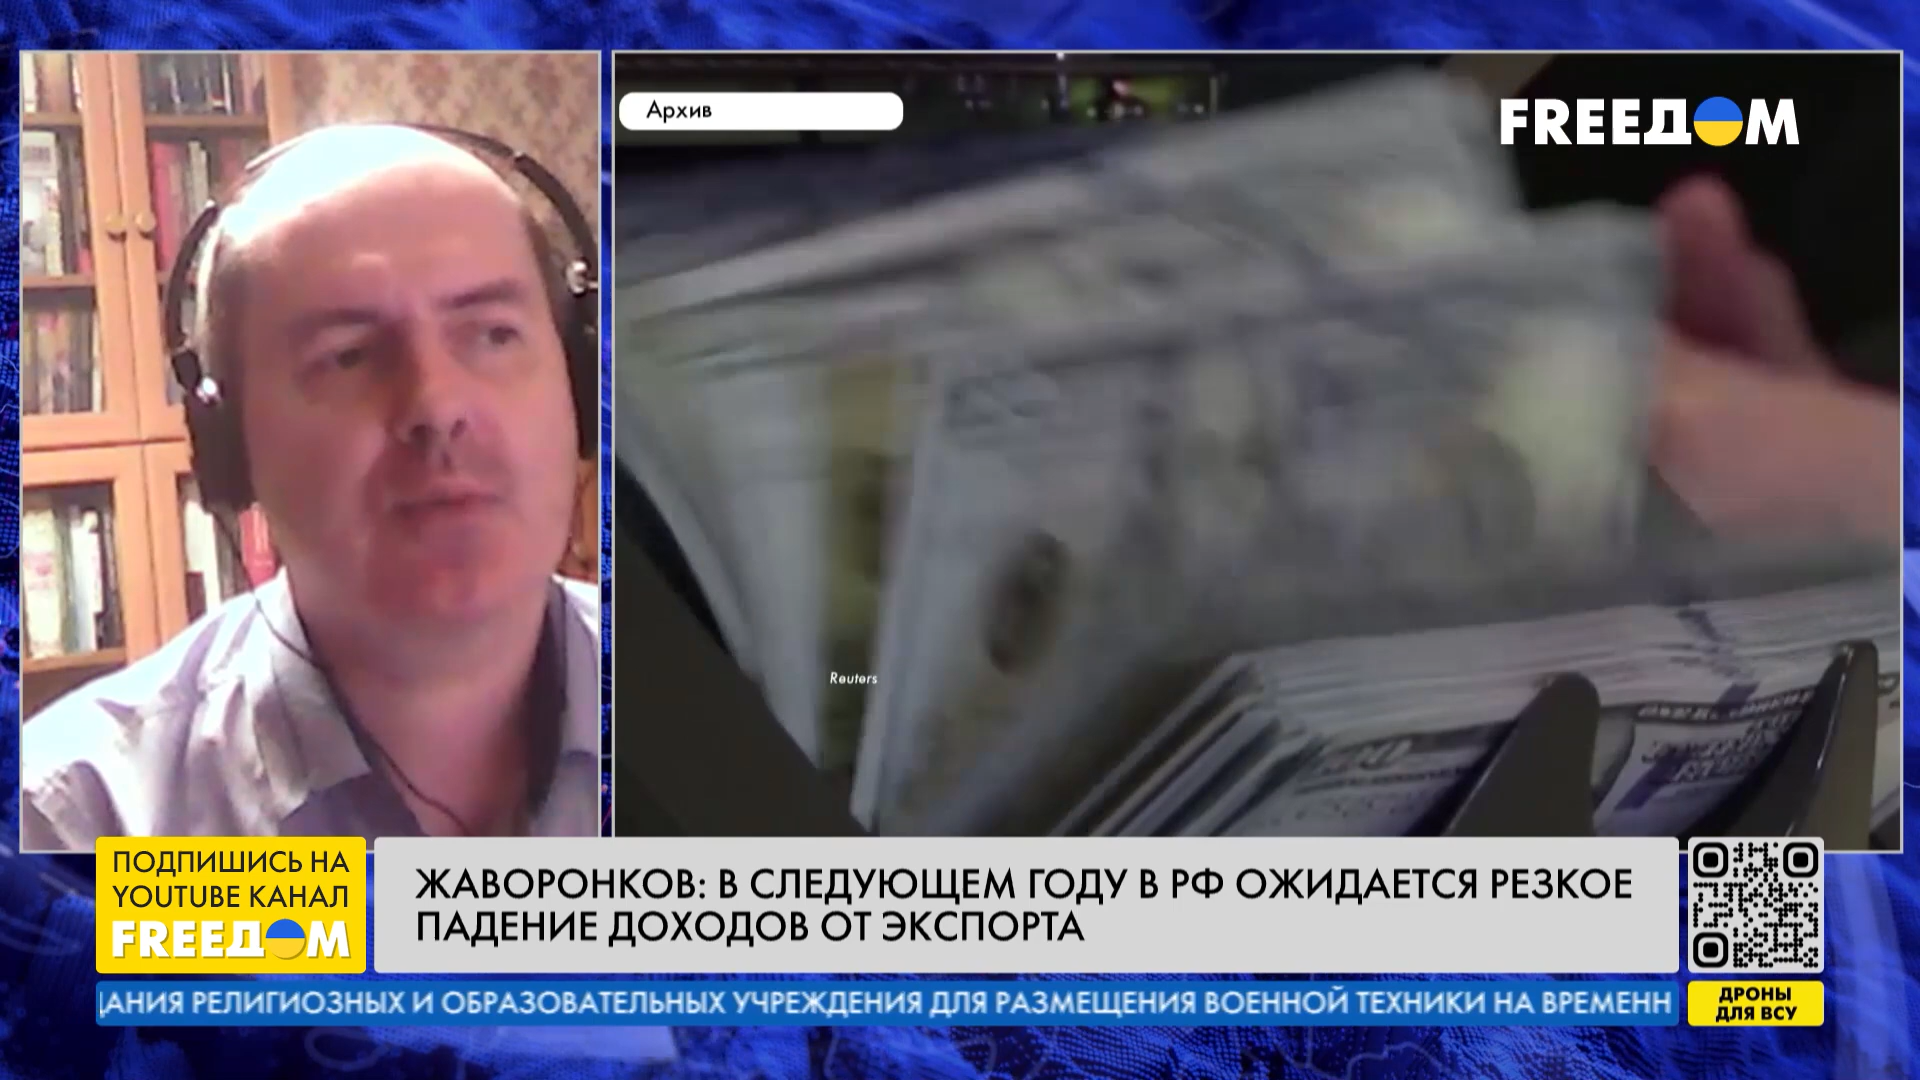 Архив
FREEДOM
Reuters
ПОДПИШИСЬ НА
YOUTUBE КАНАЛ
FREEДOM
ЖАВОРОНКОВ: В СЛЕДУЮЩЕМ ГОДУ В РФ ОЖИДАЕТСЯ РЕЗКОЕ
ПАДЕНИЕ ДОХОДОВ ОТ ЭКСПОРТА
ДАНИЯ РЕЛИГИОЗНЫХ И ОБРАЗОВАТЕЛЬНЫХ УЧРЕЖДЕНИЯ ДЛЯ РАЗМЕЩЕНИЯ ВОЕННОЙ ТЕХНИКИ НА ВРЕМЕНН
ДРОНЫ
ДЛЯ ВСУ